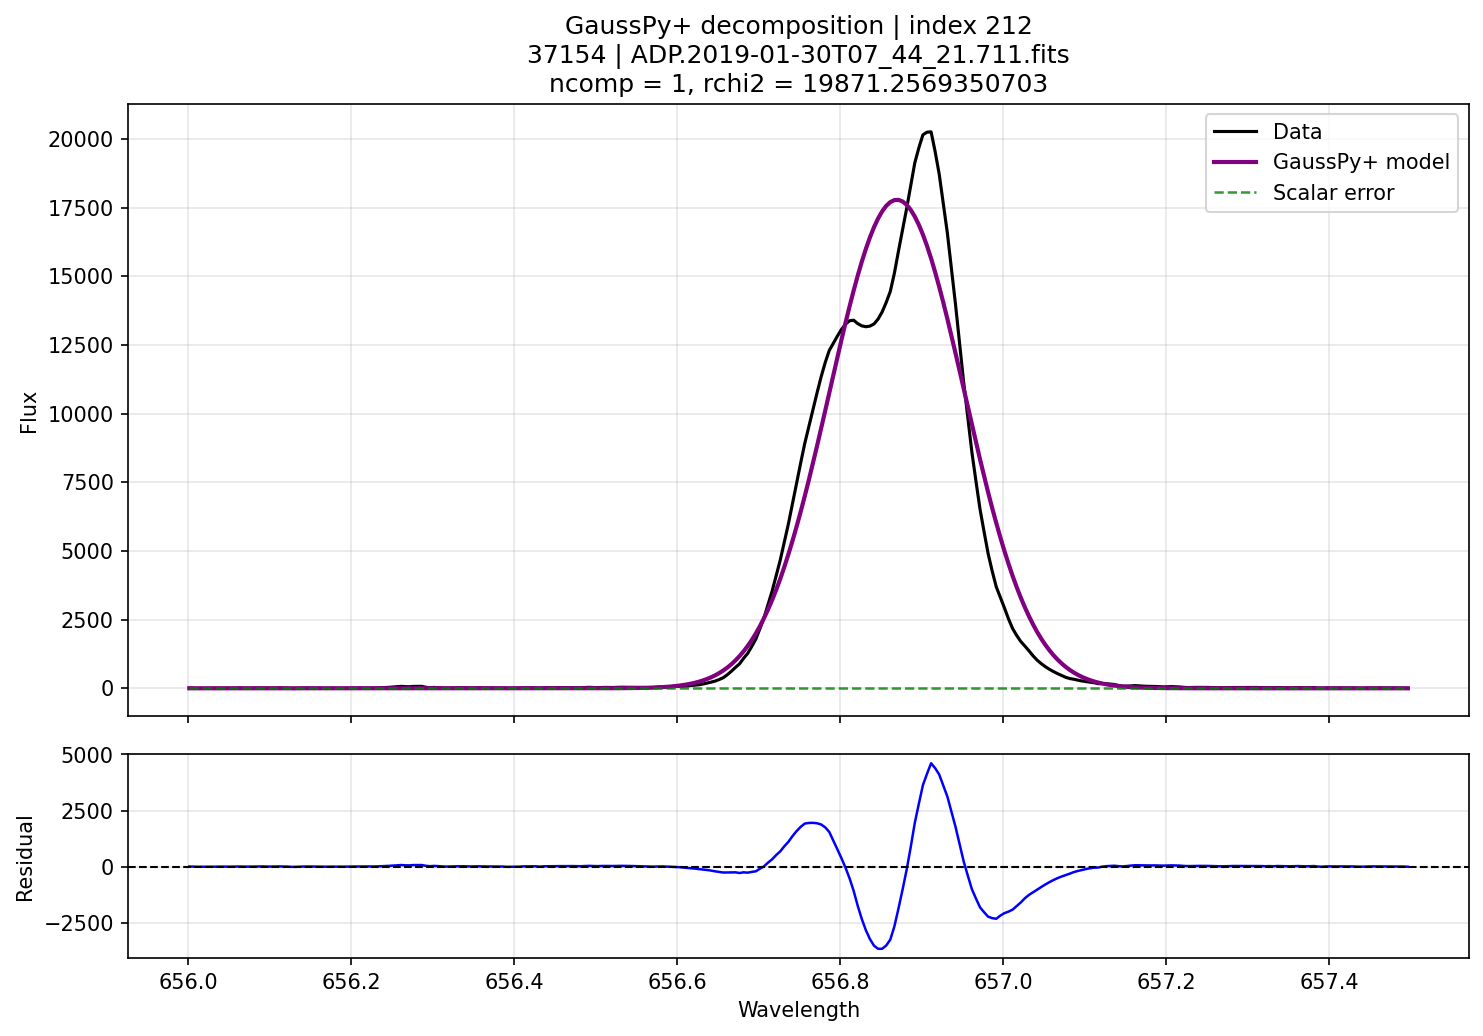 GaussPy+ decomposition | index 212
37154 | ADP.2019-01-30T07_44_21.711.fits
ncomp = 1, rchi2 = 19871.2569350703
Data
GaussPy+ model
Scalar error
Flux
20000
17500
15000
12500
10000
7500
5000
2500
0
Residual
5000
2500
0
−2500
656.0 656.2 656.4 656.6 656.8 657.0 657.2 657.4
Wavelength